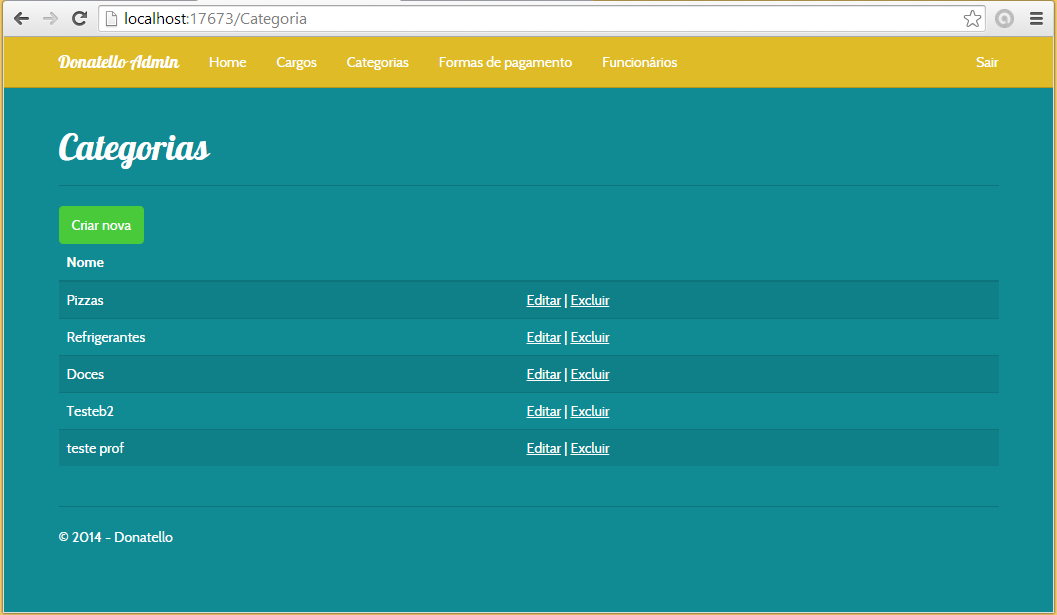 localhost:17673/Categoria
Donatello Admin Home Cargos Categorias Formas de pagamento Funcionários Sair
Categorias
Criar nova
Nome
Pizzas Editar | Excluir
Refrigerantes Editar | Excluir
Doces Editar | Excluir
Testeb2 Editar | Excluir
teste prof Editar | Excluir
© 2014 - Donatello